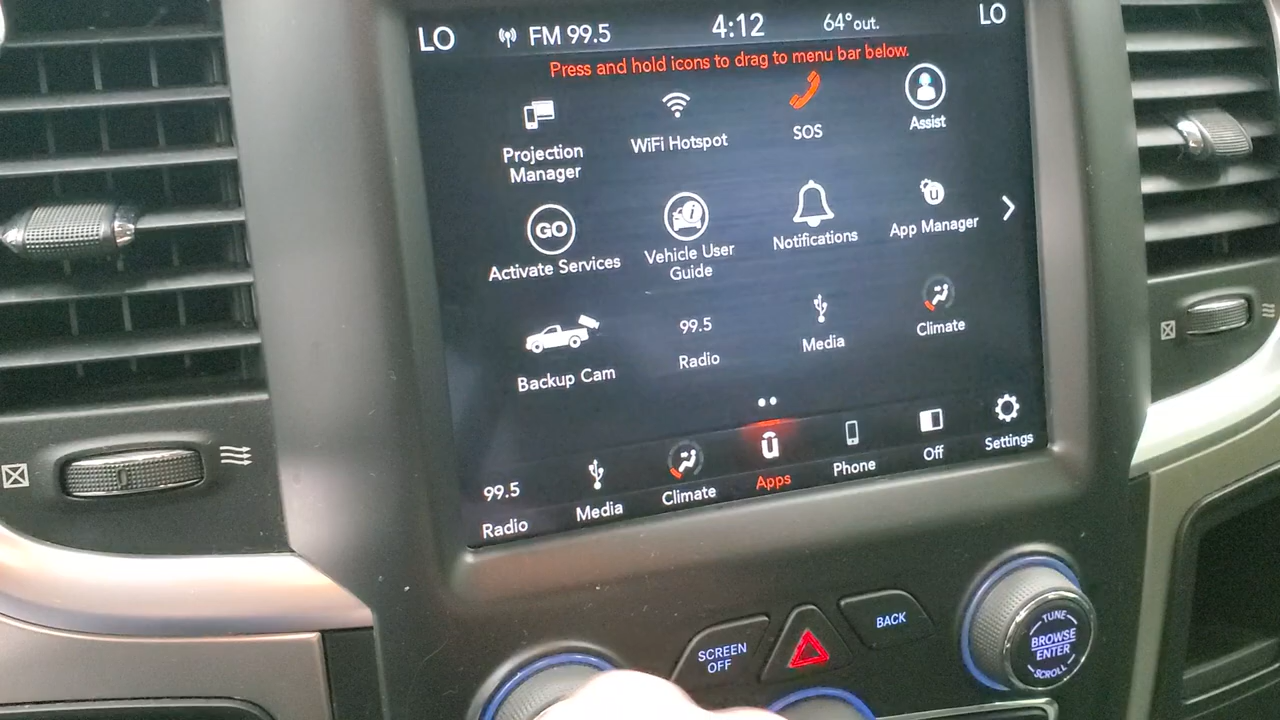 LO
FM 99.5
4:12
64°out.
LO
Press and hold icons to drag to menu bar below.
Projection
Manager
WiFi Hotspot
SOS
Assist
GO
Activate Services
Vehicle User
Guide
Notifications
App Manager
Backup Cam
99.5
Radio
Media
Climate
99.5
Radio
Media
Climate
Apps
Phone
Off
Settings
SCREEN
OFF
BACK
TUNE
BROWSE
ENTER
SCROLL